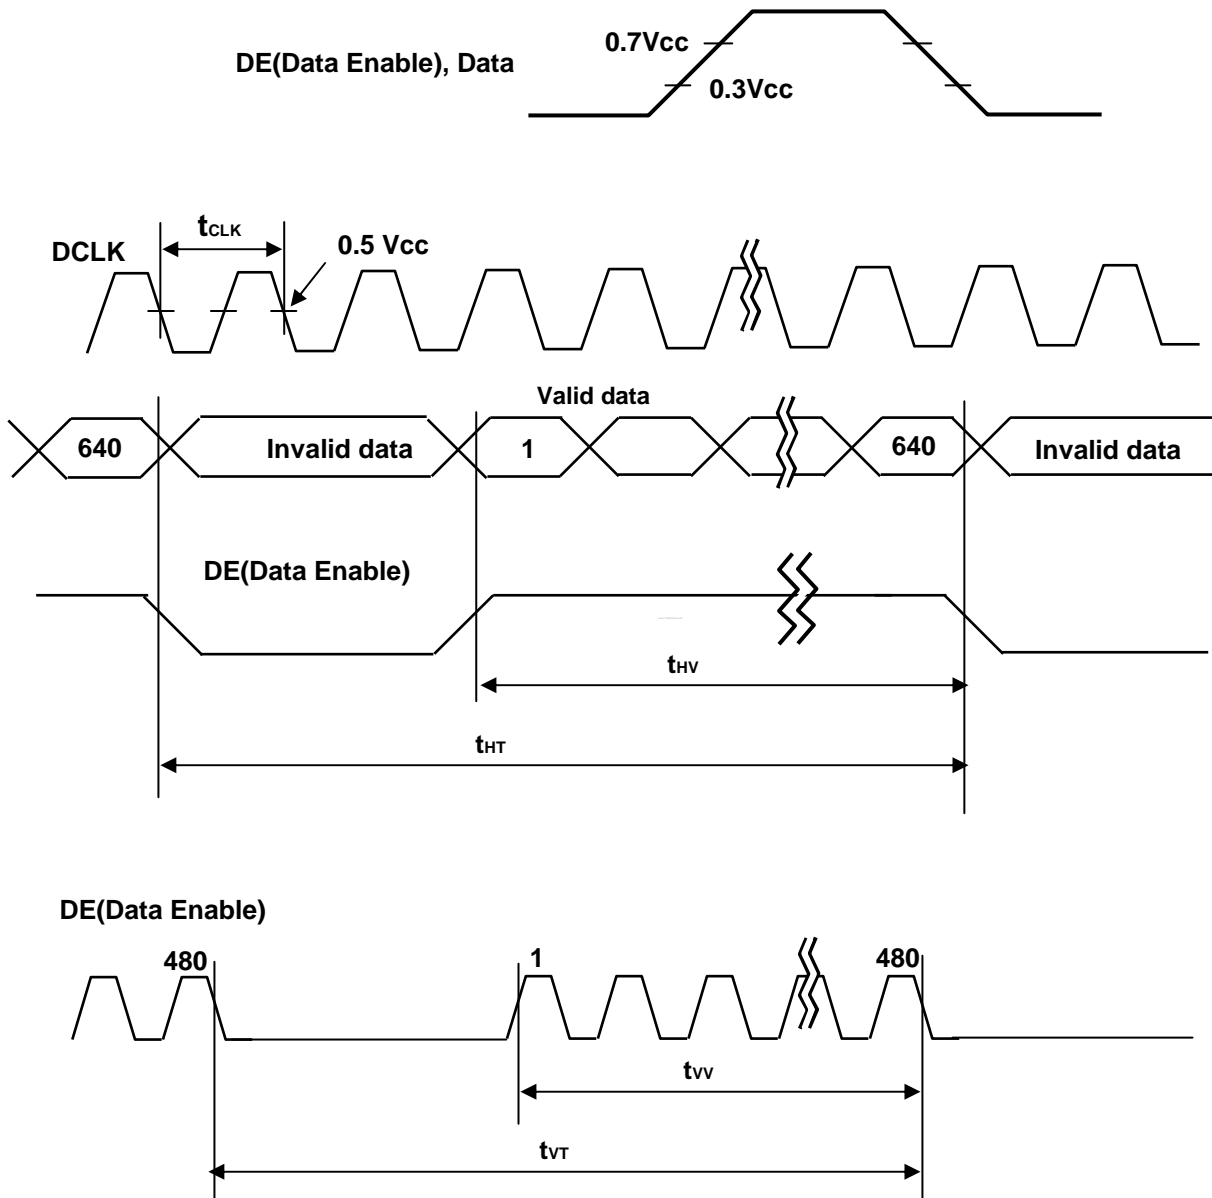 0.7Vcc
DE(Data Enable), Data
0.3Vcc
tCLK
DCLK
0.5 Vcc
Valid data
640
Invalid data
1
640
Invalid data
DE(Data Enable)
tHV
tHT
DE(Data Enable)
480
1
480
tVV
tVT